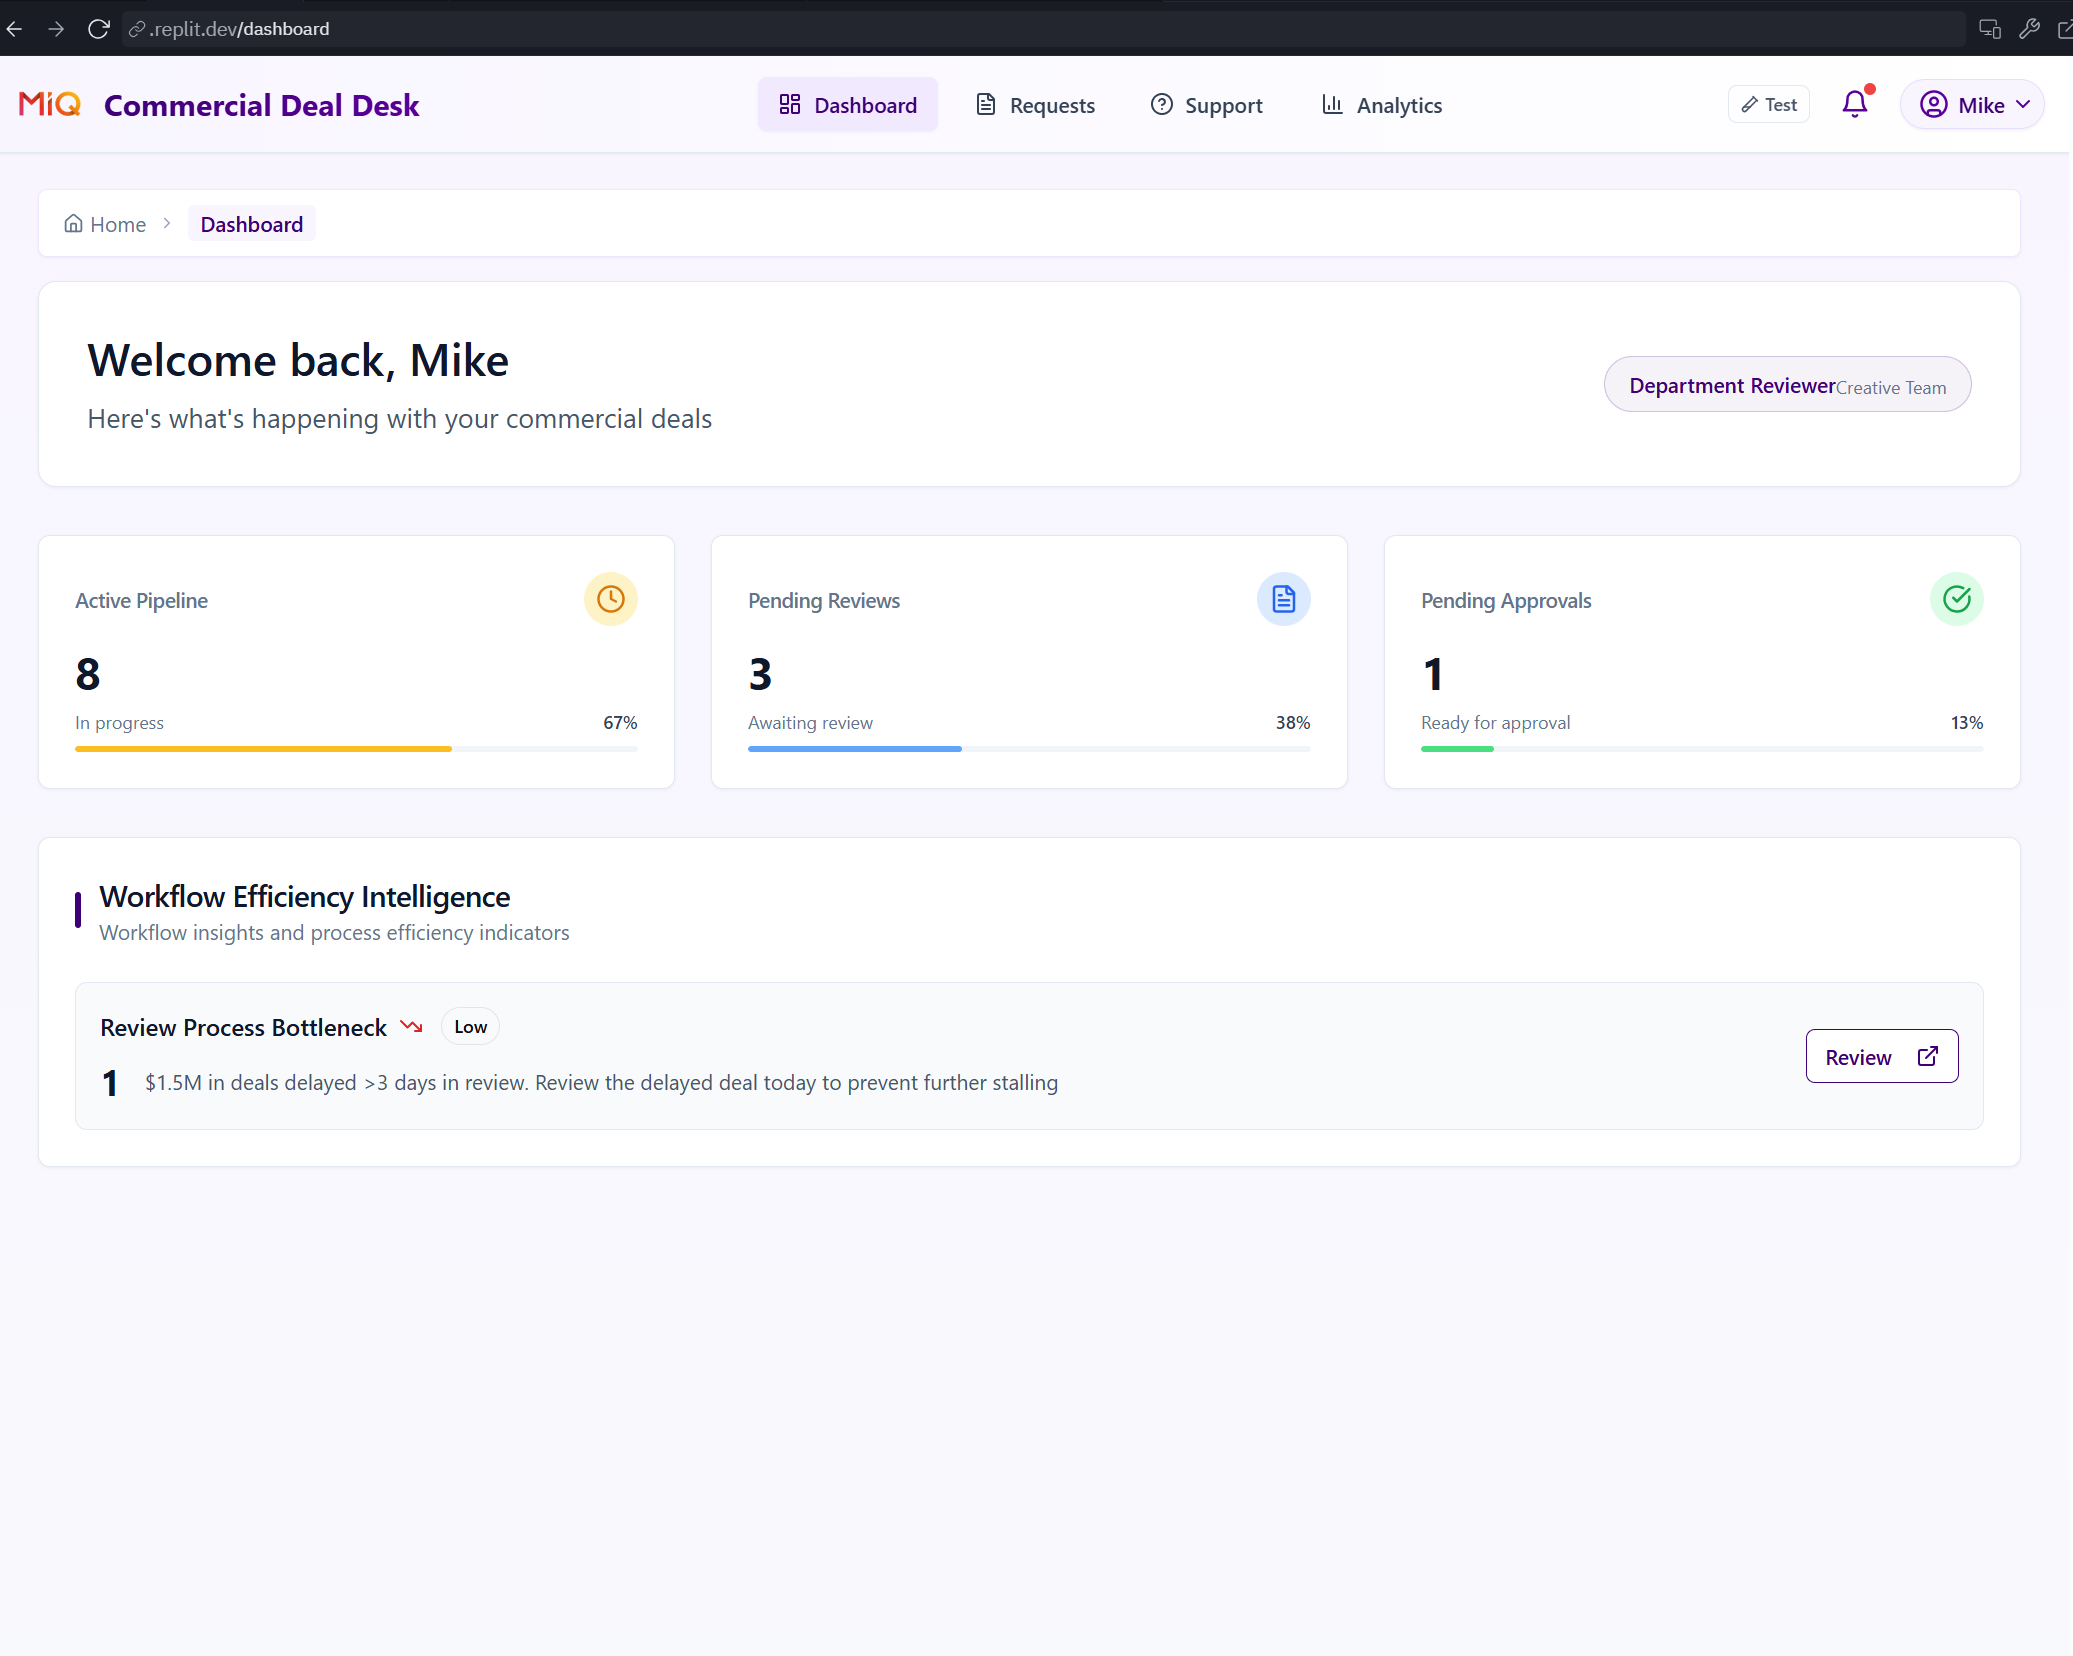 .replit.dev/dashboard
MiQ Commercial Deal Desk
Dashboard
Requests
Support
Analytics
Test
Mike
Home
Dashboard
Welcome back, Mike
Here's what's happening with your commercial deals
Department Reviewer Creative Team
Active Pipeline
8
In progress 67%
Pending Reviews
3
Awaiting review 38%
Pending Approvals
1
Ready for approval 13%
Workflow Efficiency Intelligence
Workflow insights and process efficiency indicators
Review Process Bottleneck Low
1 $1.5M in deals delayed >3 days in review. Review the delayed deal today to prevent further stalling
Review